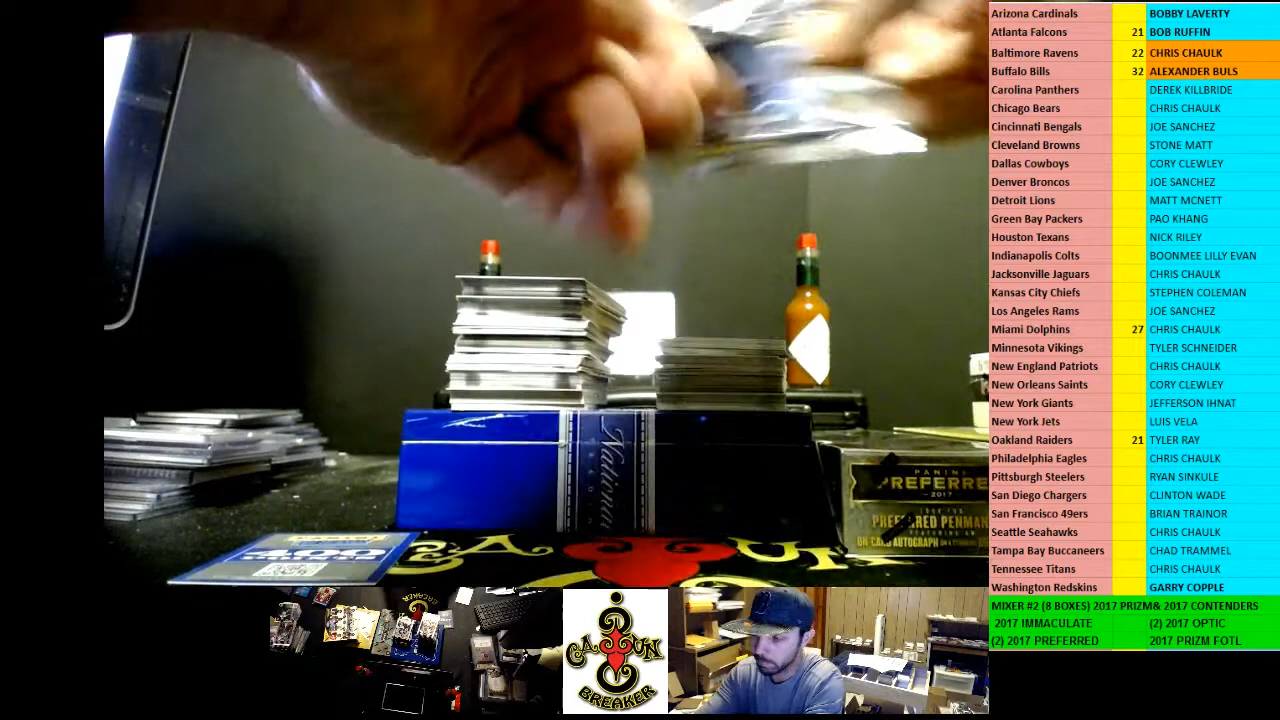 Arizona Cardinals BOBBY LAVERTY
Atlanta Falcons 21 BOB RUFFIN
Baltimore Ravens 22 CHRIS CHAULK
Buffalo Bills 32 ALEXANDER BULS
Carolina Panthers DEREK KILLBRIDE
Chicago Bears CHRIS CHAULK
Cincinnati Bengals JOE SANCHEZ
Cleveland Browns STONE MATT
Dallas Cowboys CORY CLEWLEY
Denver Broncos JOE SANCHEZ
Detroit Lions MATT MCNETT
Green Bay Packers PAO KHANG
Houston Texans NICK RILEY
Indianapolis Colts BOONMEE LILLY EVAN
Jacksonville Jaguars CHRIS CHAULK
Kansas City Chiefs STEPHEN COLEMAN
Los Angeles Rams JOE SANCHEZ
Miami Dolphins 27 CHRIS CHAULK
Minnesota Vikings TYLER SCHNEIDER
New England Patriots CHRIS CHAULK
New Orleans Saints CORY CLEWLEY
New York Giants JEFFERSON IHNAT
New York Jets LUIS VELA
Oakland Raiders 21 TYLER RAY
Philadelphia Eagles CHRIS CHAULK
Pittsburgh Steelers RYAN SINKULE
San Diego Chargers CLINTON WADE
San Francisco 49ers BRIAN TRAINOR
Seattle Seahawks CHRIS CHAULK
Tampa Bay Buccaneers CHAD TRAMMEL
Tennessee Titans CHRIS CHAULK
Washington Redskins GARRY COPPLE
MIXER #2 (8 BOXES) 2017 PRIZM& 2017 CONTENDERS
2017 IMMACULATE (2) 2017 OPTIC
(2) 2017 PREFERRED 2017 PRIZM FOTL
PANINI
PREFERRE
2017
PREFERRED PENMAN
ON-CARD AUTOGRAPH
National
400
CAJUN
BREAKER